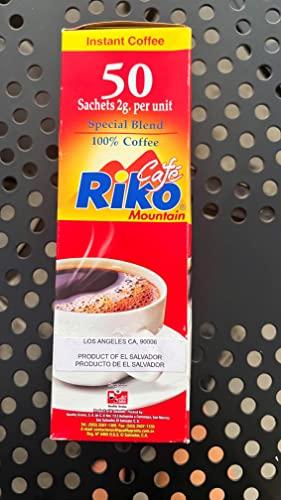 Instant Coffee
50
Sachets 2g. per unit
Special Blend
100% Coffee
Café
Riko®
Mountain
LOS ANGELES CA, 90006
PRODUCT OF EL SALVADOR
PRODUCTO DE EL SALVADOR